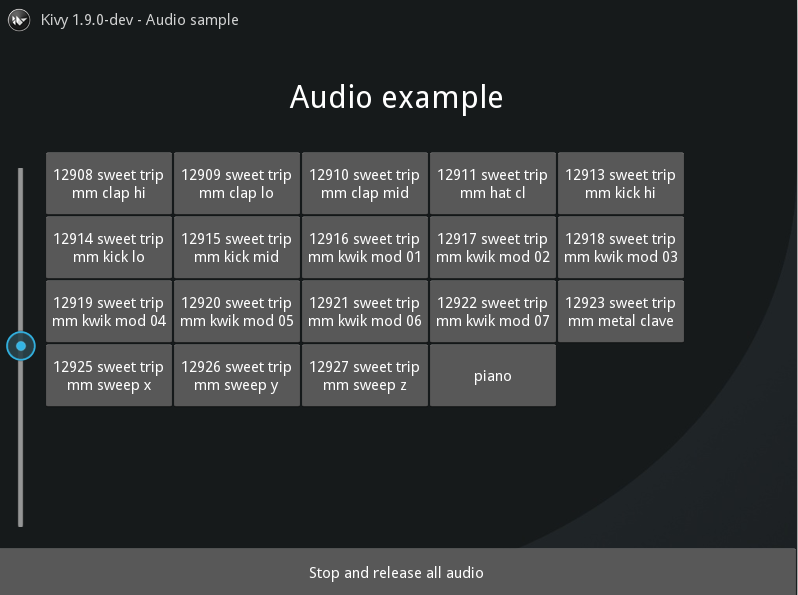 Kivy 1.9.0-dev - Audio sample
Audio example
12908 sweet trip
mm clap hi
12909 sweet trip
mm clap lo
12910 sweet trip
mm clap mid
12911 sweet trip
mm hat cl
12913 sweet trip
mm kick hi
12914 sweet trip
mm kick lo
12915 sweet trip
mm kick mid
12916 sweet trip
mm kwik mod 01
12917 sweet trip
mm kwik mod 02
12918 sweet trip
mm kwik mod 03
12919 sweet trip
mm kwik mod 04
12920 sweet trip
mm kwik mod 05
12921 sweet trip
mm kwik mod 06
12922 sweet trip
mm kwik mod 07
12923 sweet trip
mm metal clave
12925 sweet trip
mm sweep x
12926 sweet trip
mm sweep y
12927 sweet trip
mm sweep z
piano
Stop and release all audio